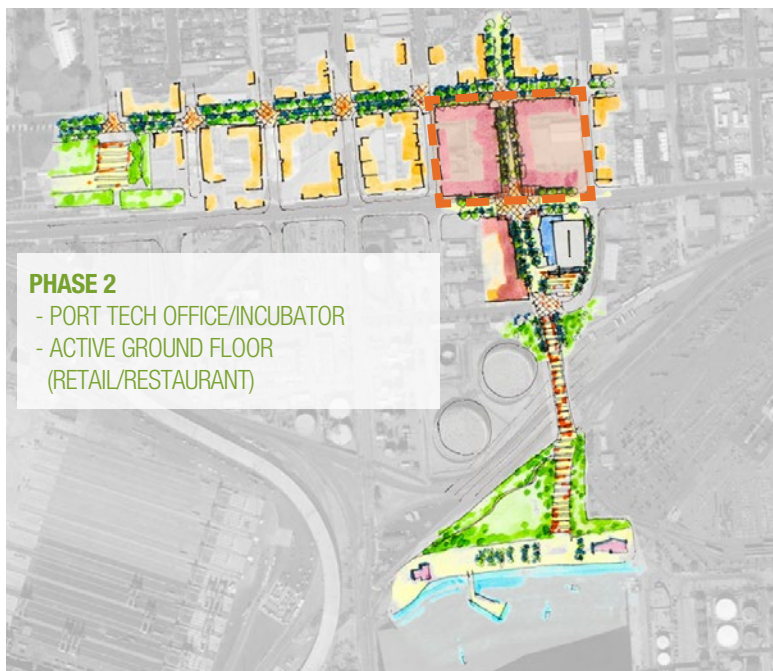 PHASE 2
- PORT TECH OFFICE/INCUBATOR
- ACTIVE GROUND FLOOR
(RETAIL/RESTAURANT)